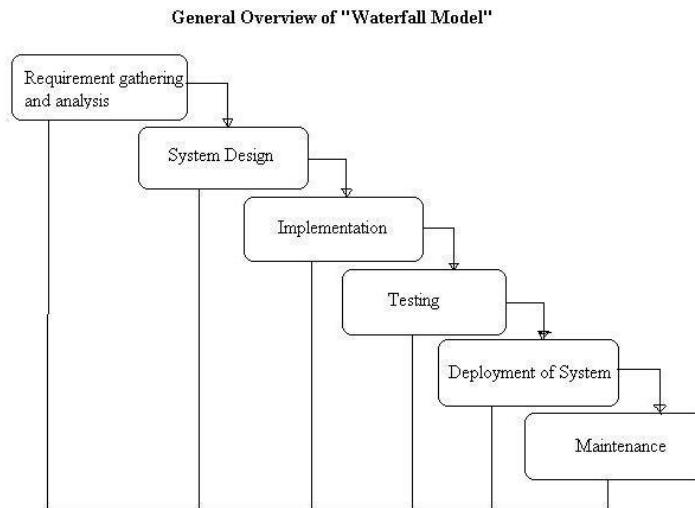 General Overview of "Waterfall Model"
Requirement gathering
and analysis
System Design
Implementation
Testing
Deployment of System
Maintenance